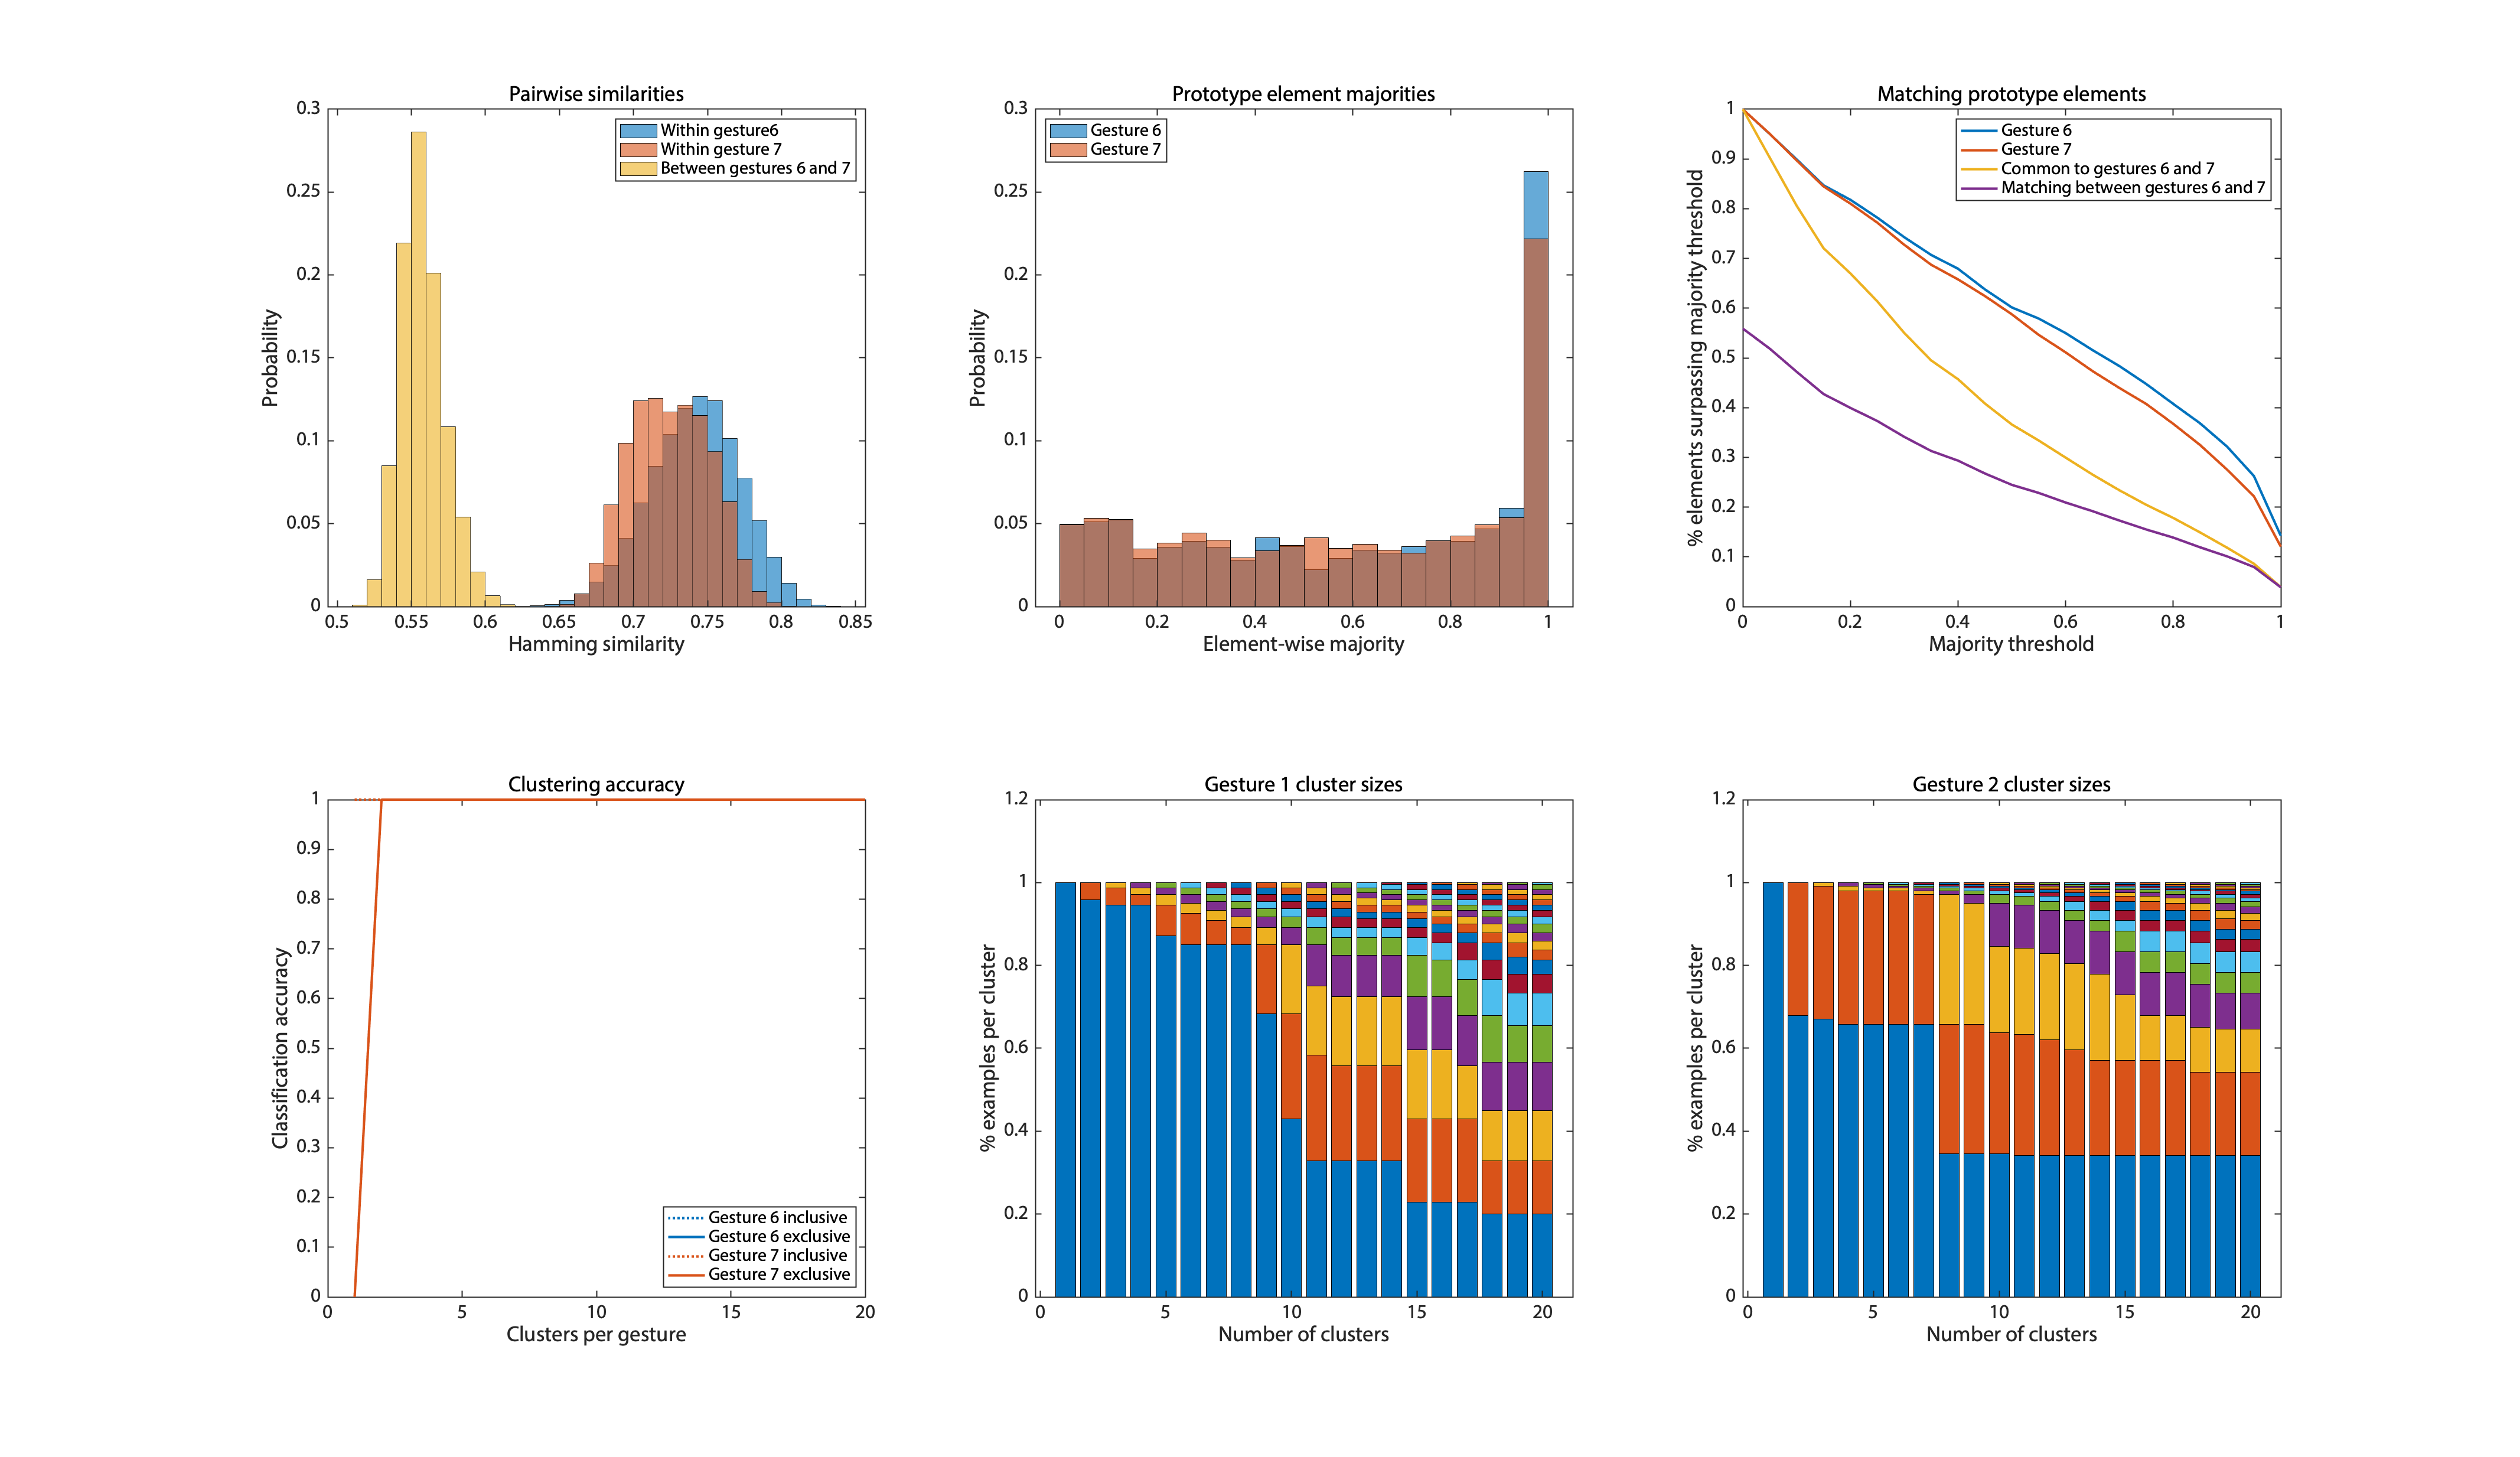 Pairwise similarities
0.3
0.25
0.2
0.15
0.1
0.05
0
Probability
Within gesture6
Within gesture 7
Between gestures 6 and 7
0.5 0.55 0.6 0.65 0.7 0.75 0.8 0.85
Hamming similarity
Prototype element majorities
0.3
0.25
0.2
0.15
0.1
0.05
0
Probability
Gesture 6
Gesture 7
0 0.2 0.4 0.6 0.8 1
Element-wise majority
Matching prototype elements
1
0.9
0.8
0.7
0.6
0.5
0.4
0.3
0.2
0.1
0
% elements surpassing majority threshold
Gesture 6
Gesture 7
Common to gestures 6 and 7
Matching between gestures 6 and 7
0 0.2 0.4 0.6 0.8 1
Majority threshold
Clustering accuracy
1
0.9
0.8
0.7
0.6
0.5
0.4
0.3
0.2
0.1
0
Classification accuracy
Gesture 6 inclusive
Gesture 6 exclusive
Gesture 7 inclusive
Gesture 7 exclusive
0 5 10 15 20
Clusters per gesture
Gesture 1 cluster sizes
1.2
1
0.8
0.6
0.4
0.2
0
% examples per cluster
0 5 10 15 20
Number of clusters
Gesture 2 cluster sizes
1.2
1
0.8
0.6
0.4
0.2
0
% examples per cluster
0 5 10 15 20
Number of clusters